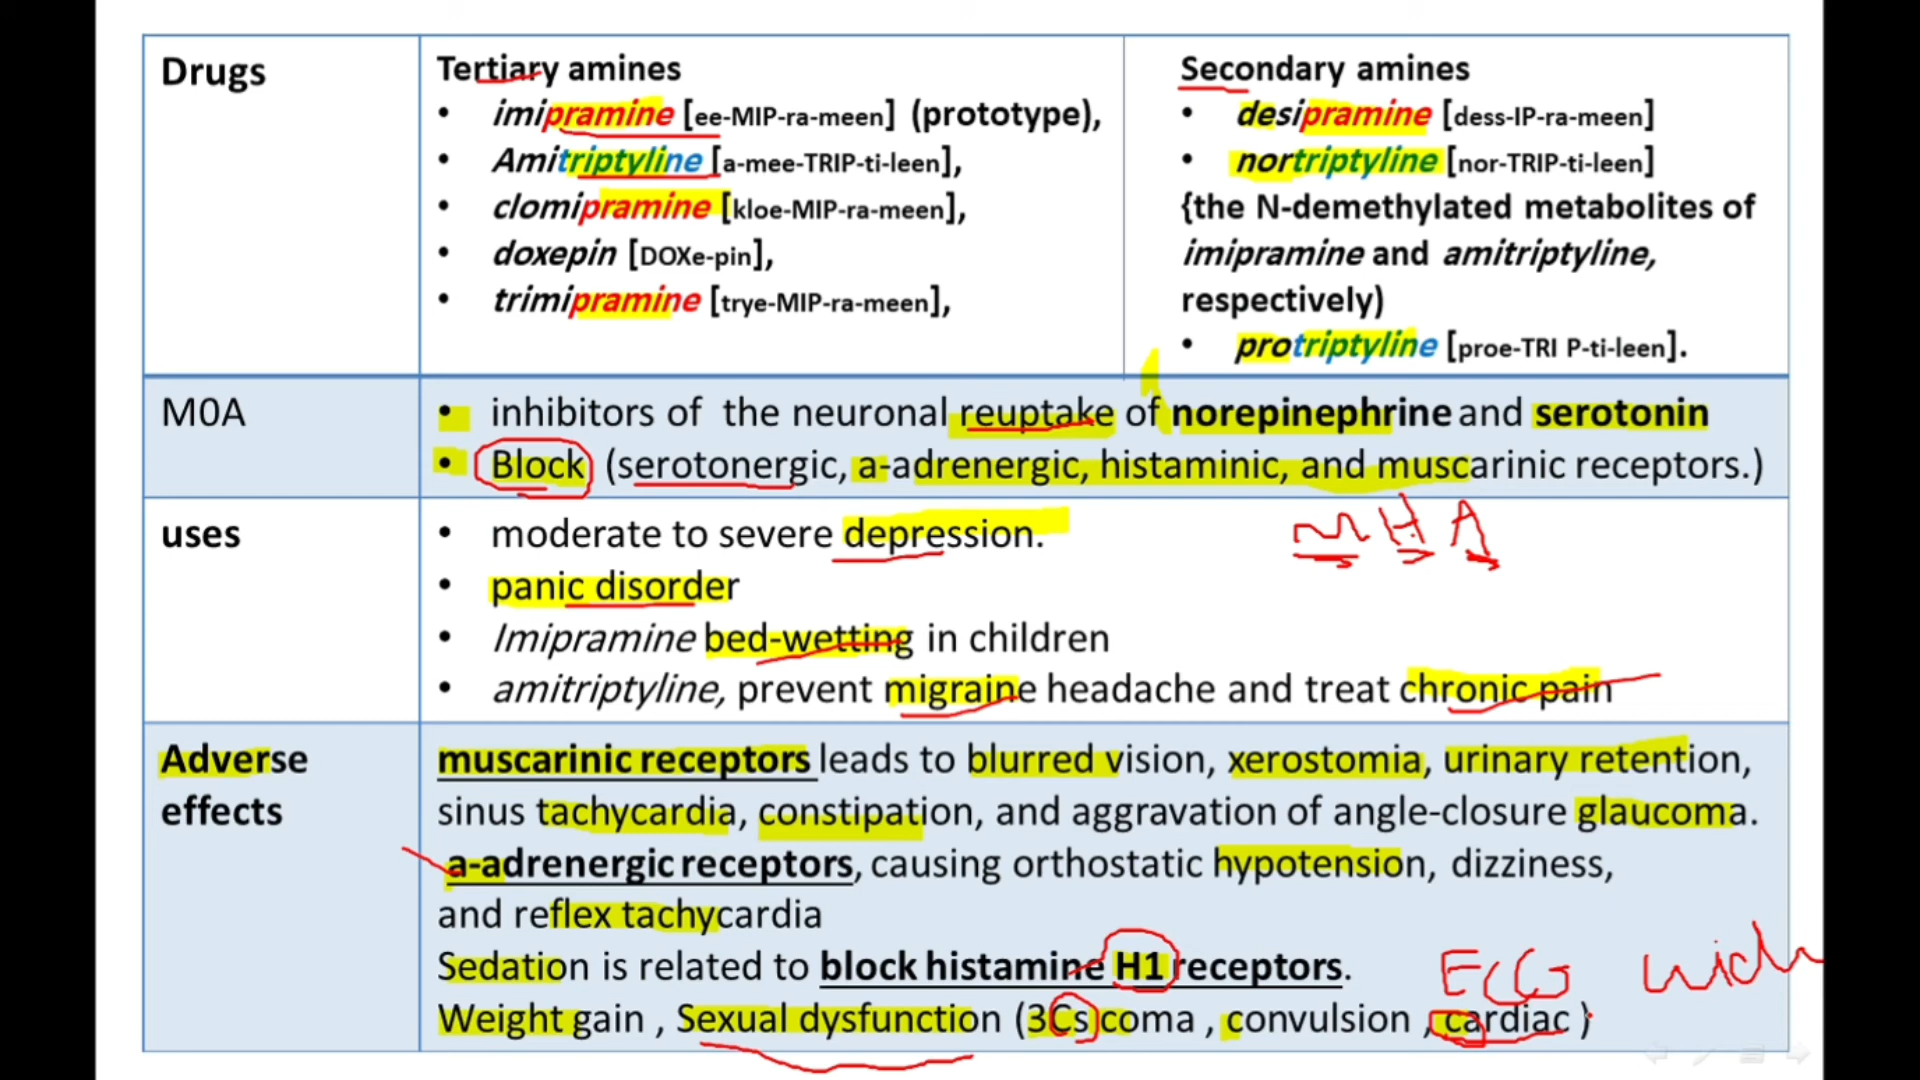 Drugs
Tertiary amines
• imipramine [ee-MIP-ra-meen] (prototype),
• Amitriptyline [a-mee-TRIP-ti-leen],
• clomipramine [kloe-MIP-ra-meen],
• doxepin [DOXe-pin],
• trimipramine [trye-MIP-ra-meen],
Secondary amines
• desipramine [dess-IP-ra-meen]
• nortriptyline [nor-TRIP-ti-leen]
{the N-demethylated metabolites of
imipramine and amitriptyline,
respectively)
• protriptyline [proe-TRI P-ti-leen].
M0A
• inhibitors of the neuronal reuptake of norepinephrine and serotonin
• Block (serotonergic, a-adrenergic, histaminic, and muscarinic receptors.)
uses
• moderate to severe depression.
M H A
• panic disorder
• Imipramine bed-wetting in children
• amitriptyline, prevent migraine headache and treat chronic pain
Adverse
effects
muscarinic receptors leads to blurred vision, xerostomia, urinary retention,
sinus tachycardia, constipation, and aggravation of angle-closure glaucoma.
a-adrenergic receptors, causing orthostatic hypotension, dizziness,
and reflex tachycardia
Sedation is related to block histamine H1 receptors.
ECG
Weight gain , Sexual dysfunction (3Cs coma , convulsion , cardiac )